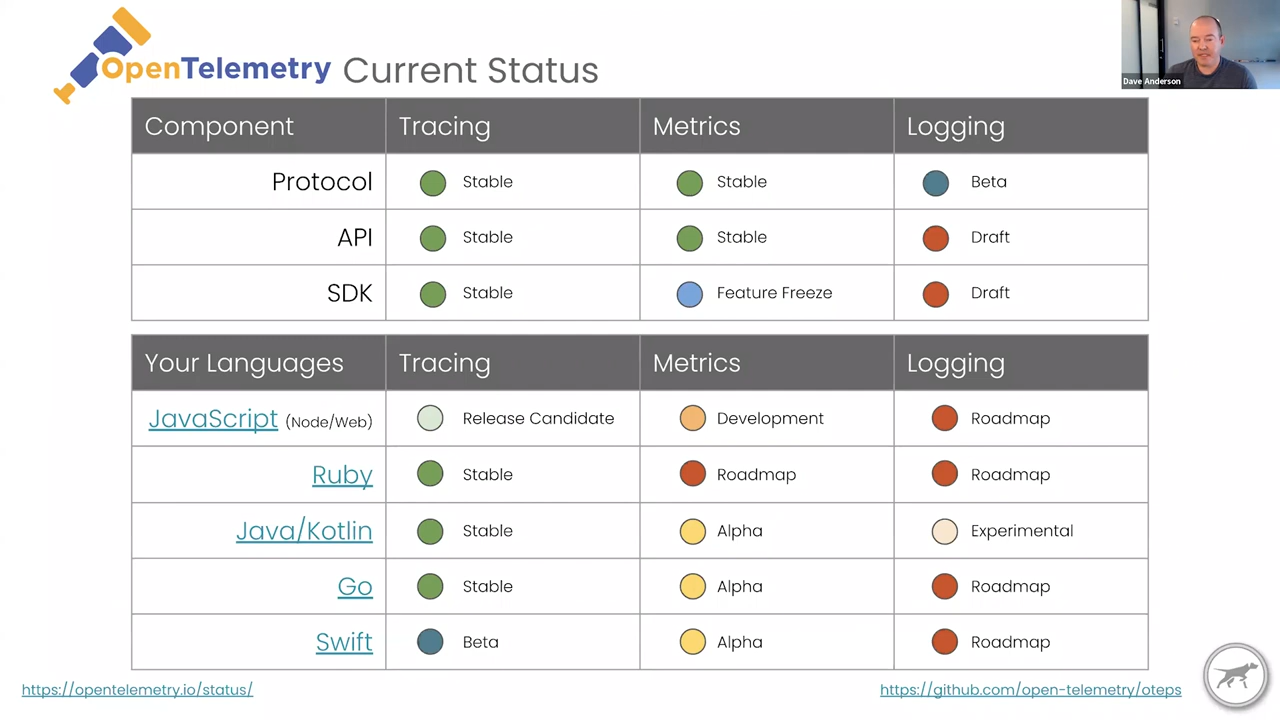 OpenTelemetry Current Status
Dave Anderson
Component Tracing Metrics Logging
Protocol Stable Stable Beta
API Stable Stable Draft
SDK Stable Feature Freeze Draft
Your Languages Tracing Metrics Logging
JavaScript (Node/Web) Release Candidate Development Roadmap
Ruby Stable Roadmap Roadmap
Java/Kotlin Stable Alpha Experimental
Go Stable Alpha Roadmap
Swift Beta Alpha Roadmap
https://opentelemetry.io/status/ https://github.com/open-telemetry/oteps